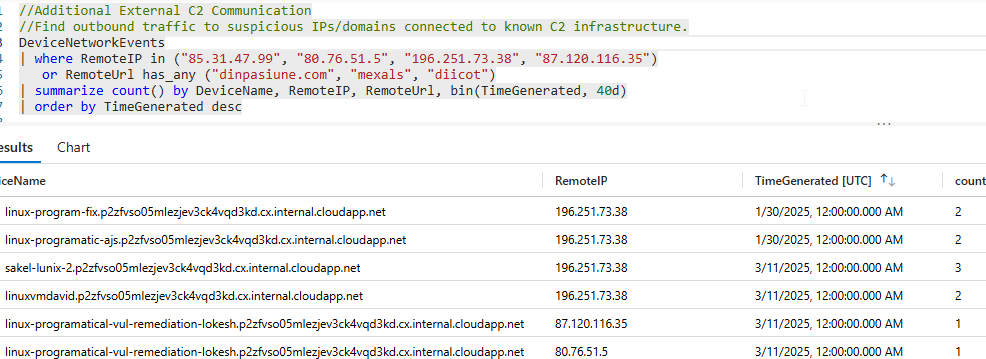 1 //Additional External C2 Communication
2 //Find outbound traffic to suspicious IPs/domains connected to known C2 infrastructure.
3 DeviceNetworkEvents
4 | where RemoteIP in ("85.31.47.99", "80.76.51.5", "196.251.73.38", "87.120.116.35")
5 or RemoteUrl has_any ("dinpasiune.com", "mexals", "diicot")
6 | summarize count() by DeviceName, RemoteIP, RemoteUrl, bin(TimeGenerated, 40d)
7 | order by TimeGenerated desc
...
esults Chart
iceName RemoteIP TimeGenerated [UTC] ↑↓ count
linux-program-fix.p2zfvso05mlezjev3ck4vqd3kd.cx.internal.cloudapp.net 196.251.73.38 1/30/2025, 12:00:00.000 AM 2
linux-programatic-ajs.p2zfvso05mlezjev3ck4vqd3kd.cx.internal.cloudapp.net 196.251.73.38 1/30/2025, 12:00:00.000 AM 2
sakel-lunix-2.p2zfvso05mlezjev3ck4vqd3kd.cx.internal.cloudapp.net 196.251.73.38 3/11/2025, 12:00:00.000 AM 3
linuxvmdavid.p2zfvso05mlezjev3ck4vqd3kd.cx.internal.cloudapp.net 196.251.73.38 3/11/2025, 12:00:00.000 AM 2
linux-programatical-vul-remediation-lokesh.p2zfvso05mlezjev3ck4vqd3kd.cx.internal.cloudapp.net 87.120.116.35 3/11/2025, 12:00:00.000 AM 1
linux-programatical-vul-remediation-lokesh.p2zfvso05mlezjev3ck4vqd3kd.cx.internal.cloudapp.net 80.76.51.5 3/11/2025, 12:00:00.000 AM 1